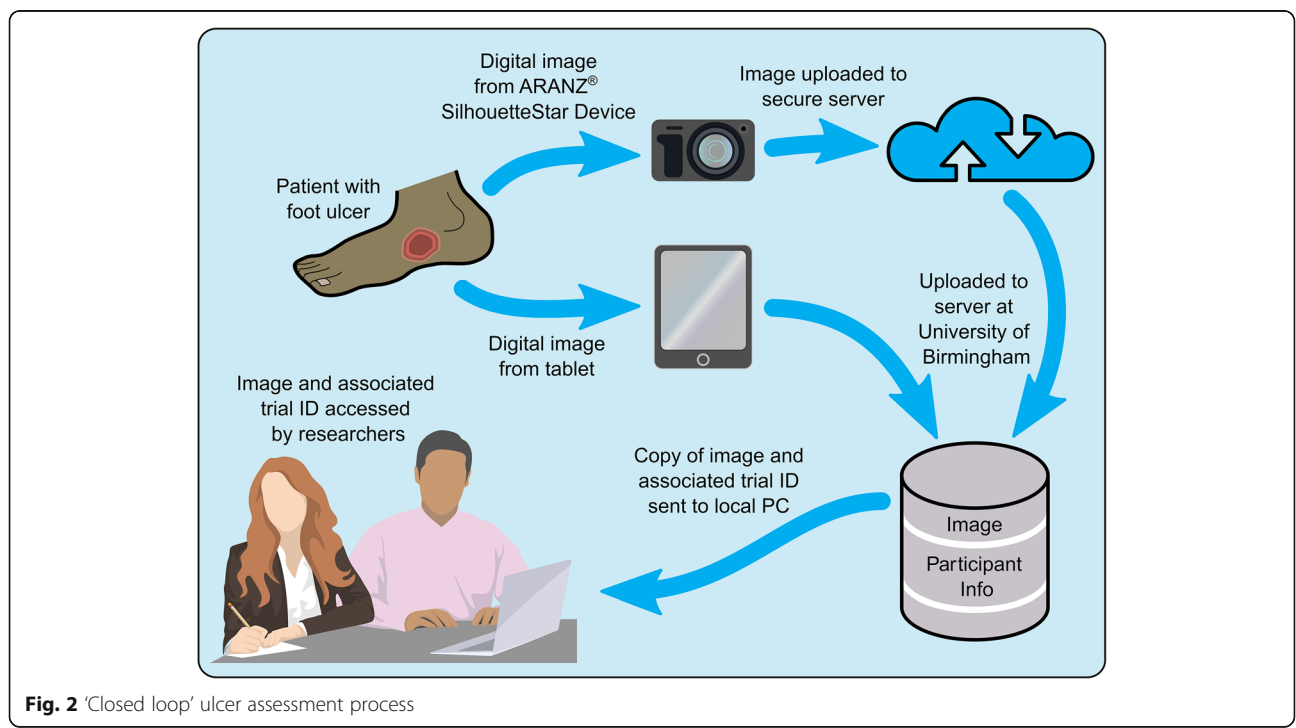 Digital image
from ARANZ®
SilhouetteStar Device
Image uploaded to
secure server
Patient with
foot ulcer
Uploaded to
server at
University of
Birmingham
Digital image
from tablet
Image and associated
trial ID accessed
by researchers
Copy of image and
associated trial ID
sent to local PC
Image
Participant
Info
Fig. 2 ‘Closed loop’ ulcer assessment process